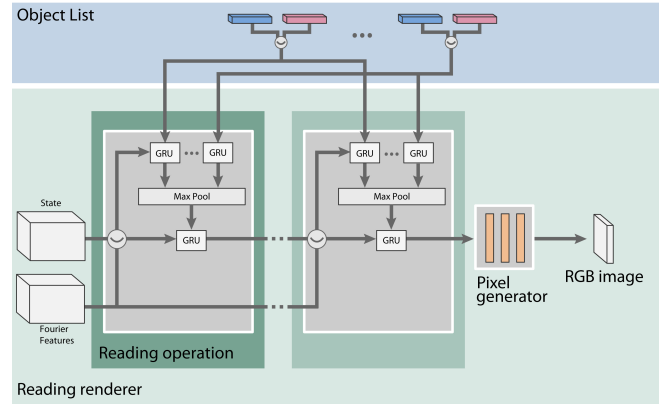 Object List
GRU
GRU
GRU
GRU
Max Pool
Max Pool
State
GRU
GRU
Pixel
generator
RGB image
Fourier
Features
Reading operation
Reading renderer